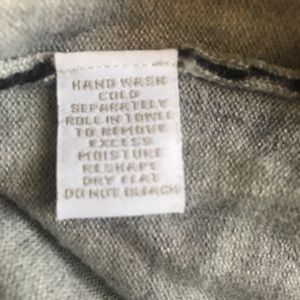 HAND WASH
COLD
SEPARATELY
ROLL IN TOWEL
TO REMOVE
EXCESS
MOISTURE
RESHAPE
DRY FLAT
DO NOT BLEACH